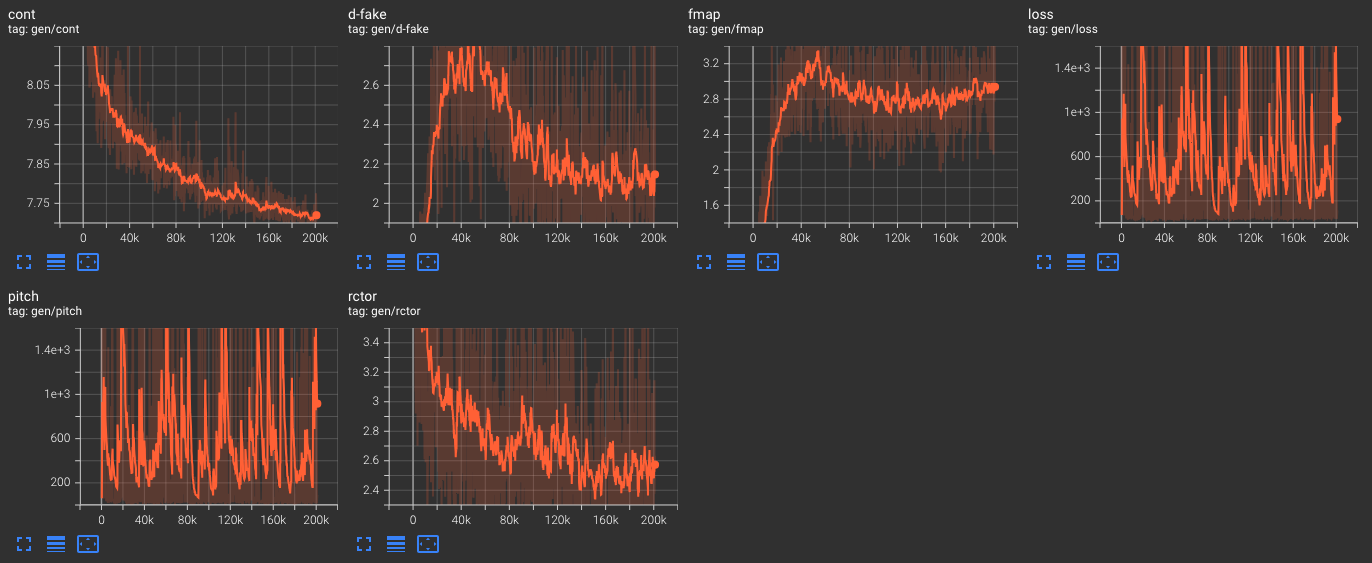 cont
tag: gen/cont
8.05
7.95
7.85
7.75
0 40k 80k 120k 160k 200k
d-fake
tag: gen/d-fake
2.6
2.4
2.2
2
0 40k 80k 120k 160k 200k
fmap
tag: gen/fmap
3.2
2.8
2.4
2
1.6
0 40k 80k 120k 160k 200k
loss
tag: gen/loss
1.4e+3
1e+3
600
200
0 40k 80k 120k 160k 200k
pitch
tag: gen/pitch
1.4e+3
1e+3
600
200
0 40k 80k 120k 160k 200k
rctor
tag: gen/rctor
3.4
3.2
3
2.8
2.6
2.4
0 40k 80k 120k 160k 200k